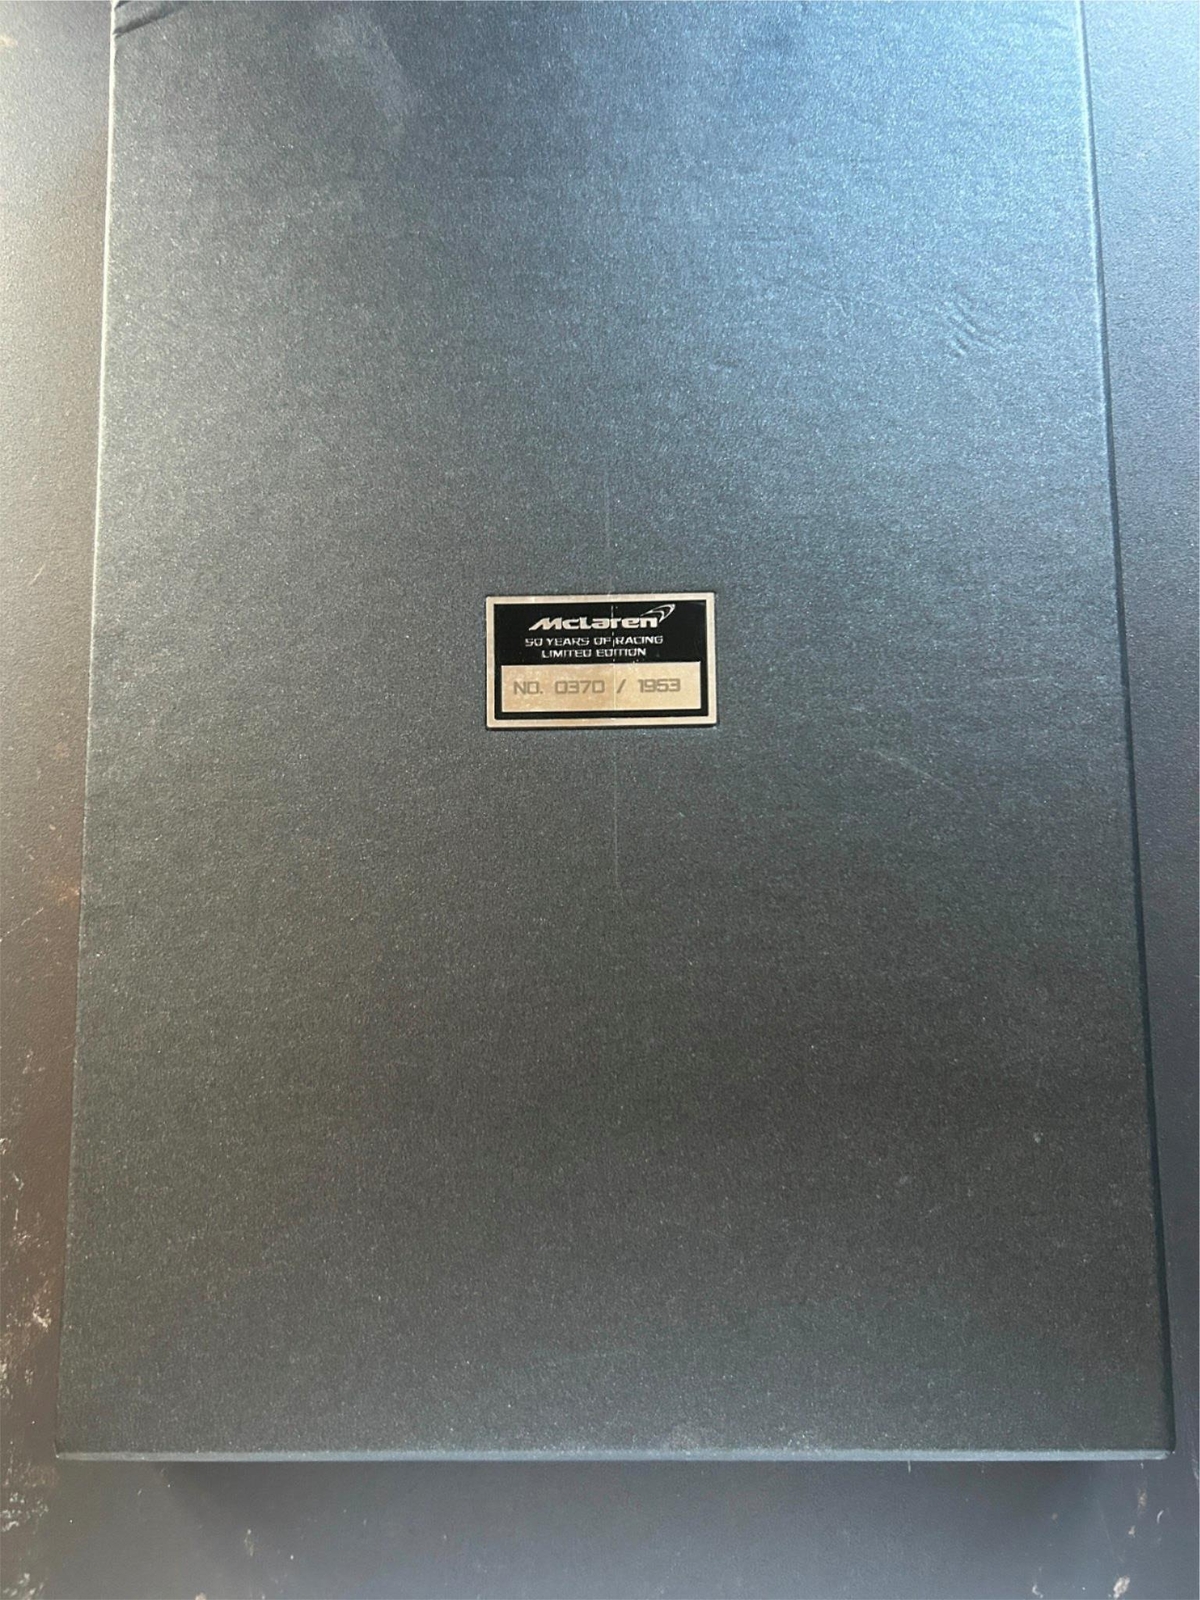 McLaren
50 YEARS OF RACING
LIMITED EDITION
NO. 0370 / 1953